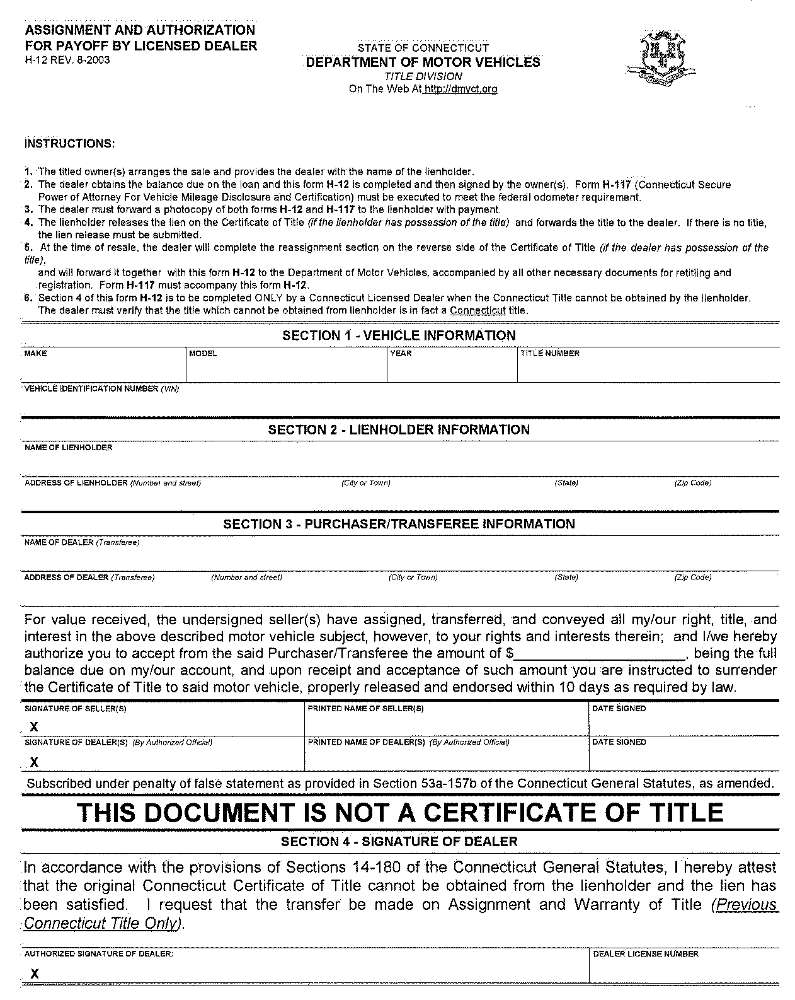 ASSIGNMENT AND AUTHORIZATION
FOR PAYOFF BY LICENSED DEALER
H-12 REV. 8-2003
STATE OF CONNECTICUT
DEPARTMENT OF MOTOR VEHICLES
TITLE DIVISION
On The Web At http://dmvct.org
INSTRUCTIONS:
1. The titled owner(s) arranges the sale and provides the dealer with the name of the lienholder.
2. The dealer obtains the balance due on the loan and this form H-12 is completed and then signed by the owner(s). Form H-117 (Connecticut Secure
Power of Attorney For Vehicle Mileage Disclosure and Certification) must be executed to meet the federal odometer requirement.
3. The dealer must forward a photocopy of both forms H-12 and H-117 to the lienholder with payment.
4. The lienholder releases the lien on the Certificate of Title (if the lienholder has possession of the title) and forwards the title to the dealer. If there is no title,
the lien release must be submitted.
5. At the time of resale, the dealer will complete the reassignment section on the reverse side of the Certificate of Title (if the dealer has possession of the
title),
and will forward it together with this form H-12 to the Department of Motor Vehicles, accompanied by all other necessary documents for retitling and
registration. Form H-117 must accompany this form H-12.
6. Section 4 of this form H-12 is to be completed ONLY by a Connecticut Licensed Dealer when the Connecticut Title cannot be obtained by the lienholder.
The dealer must verify that the title which cannot be obtained from lienholder is in fact a Connecticut title.
SECTION 1 - VEHICLE INFORMATION
MAKE MODEL YEAR TITLE NUMBER
VEHICLE IDENTIFICATION NUMBER (VIN)
SECTION 2 - LIENHOLDER INFORMATION
NAME OF LIENHOLDER
ADDRESS OF LIENHOLDER (Number and street) (City or Town) (State) (Zip Code)
SECTION 3 - PURCHASER/TRANSFEREE INFORMATION
NAME OF DEALER (Transferee)
ADDRESS OF DEALER (Transferee) (Number and street) (City or Town) (State) (Zip Code)
For value received, the undersigned seller(s) have assigned, transferred, and conveyed all my/our right, title, and
interest in the above described motor vehicle subject, however, to your rights and interests therein; and I/we hereby
authorize you to accept from the said Purchaser/Transferee the amount of $______________________, being the full
balance due on my/our account, and upon receipt and acceptance of such amount you are instructed to surrender
the Certificate of Title to said motor vehicle, properly released and endorsed within 10 days as required by law.
SIGNATURE OF SELLER(S) PRINTED NAME OF SELLER(S) DATE SIGNED
X
SIGNATURE OF DEALER(S) (By Authorized Official) PRINTED NAME OF DEALER(S) (By Authorized Official) DATE SIGNED
X
Subscribed under penalty of false statement as provided in Section 53a-157b of the Connecticut General Statutes, as amended.
THIS DOCUMENT IS NOT A CERTIFICATE OF TITLE
SECTION 4 - SIGNATURE OF DEALER
In accordance with the provisions of Sections 14-180 of the Connecticut General Statutes, I hereby attest
that the original Connecticut Certificate of Title cannot be obtained from the lienholder and the lien has
been satisfied. I request that the transfer be made on Assignment and Warranty of Title (Previous
Connecticut Title Only).
AUTHORIZED SIGNATURE OF DEALER: DEALER LICENSE NUMBER
X